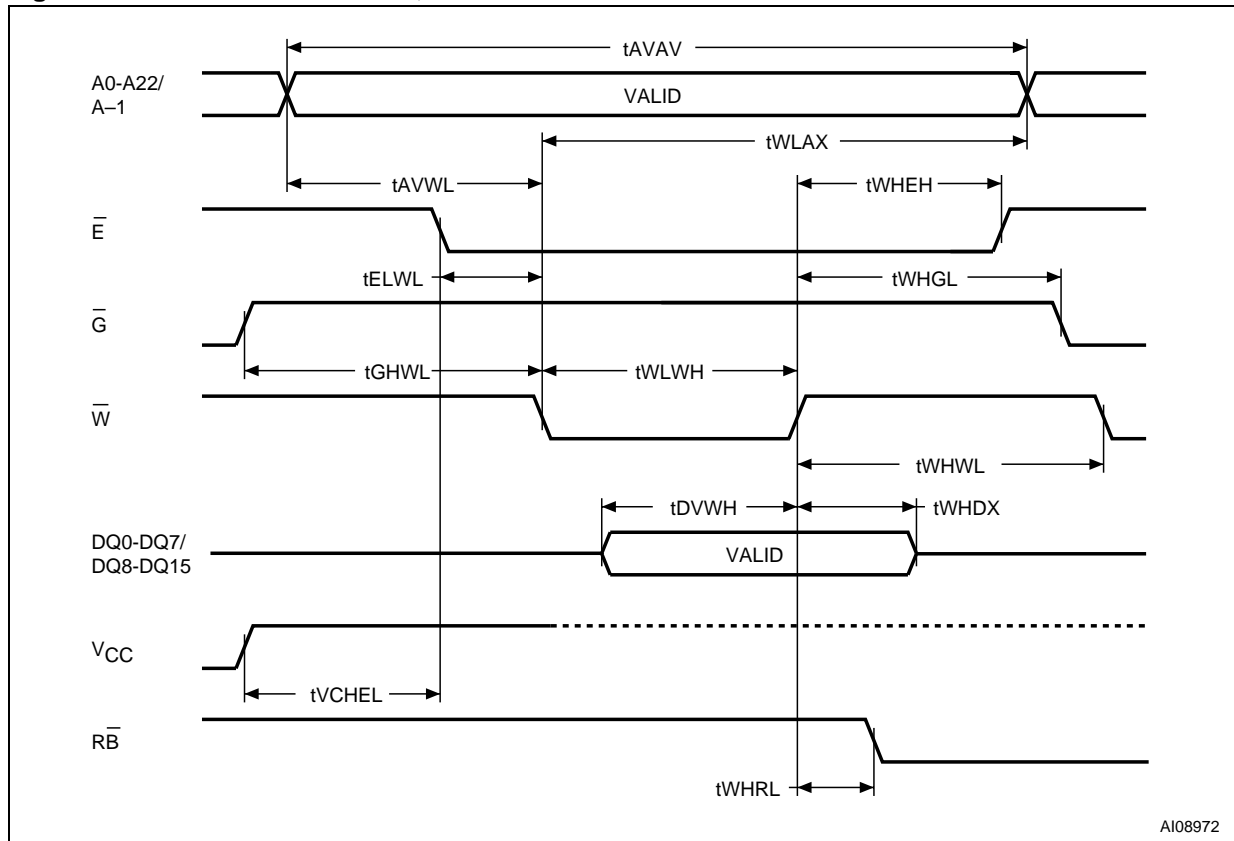 tAVAV
A0-A22/
A–1
VALID
tWLAX
tAVWL
tWHEH
E̅
tELWL
tWHGL
G̅
tGHWL
tWLWH
W̅
tWHWL
tDVWH
tWHDX
DQ0-DQ7/
DQ8-DQ15
VALID
VCC
tVCHEL
RB̅
tWHRL
AI08972